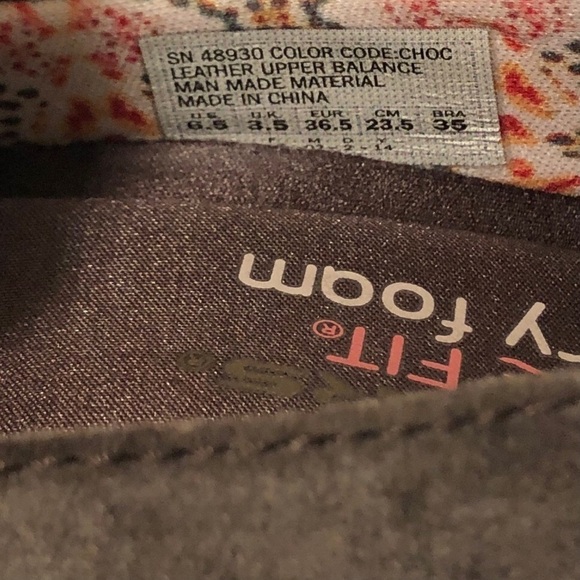 SN 48930 COLOR CODE:CHOC
LEATHER UPPER BALANCE
MAN MADE MATERIAL
MADE IN CHINA
U.S. U.K. EUR CM BRA
6.5 3.5 36.5 23.5 35
ry foam
FIT®